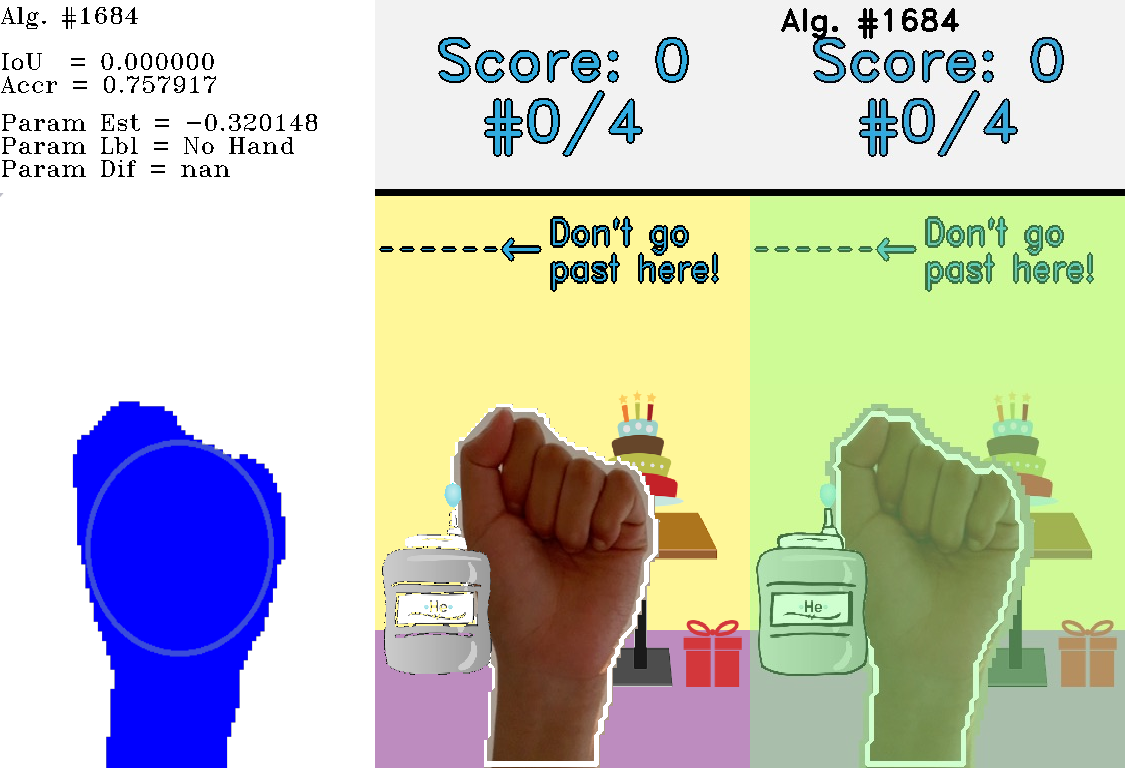 Alg. #1684
IoU = 0.000000
Accr = 0.757917
Param Est = -0.320148
Param Lbl = No Hand
Param Dif = nan
Score: 0
#0/4
Don't go
past here!
He
Alg. #1684
Score: 0
#0/4
Don't go
past here!
He